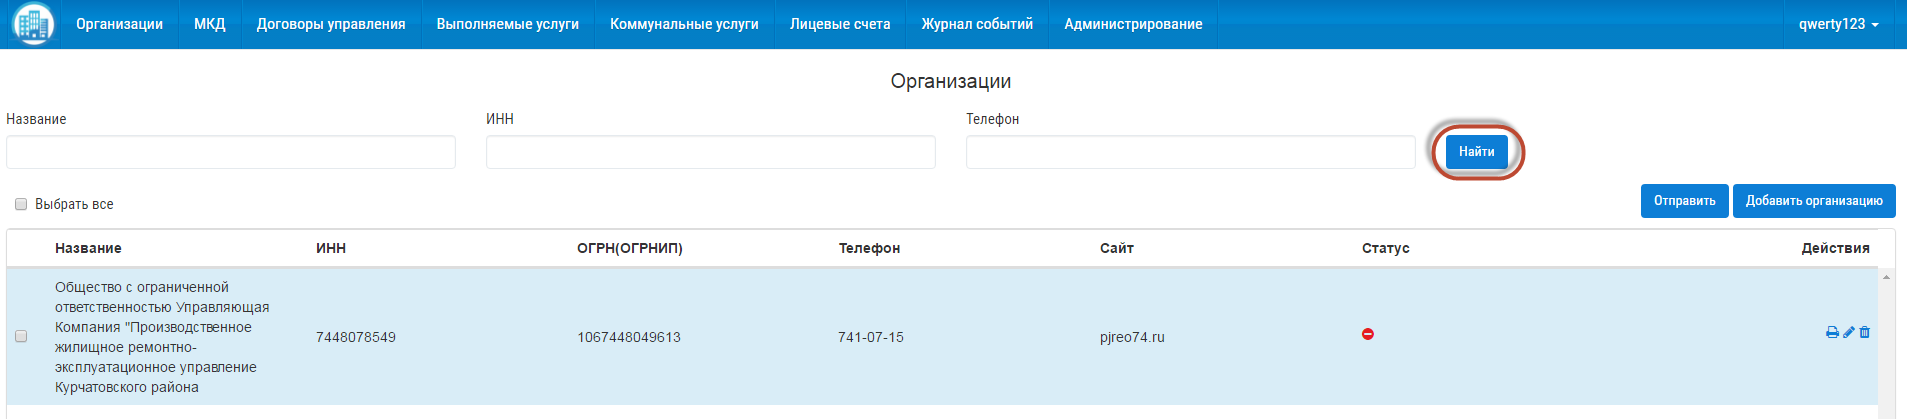 Организации МКД Договоры управления Выполняемые услуги Коммунальные услуги Лицевые счета Журнал событий Администрирование qwerty123
Организации
Название ИНН Телефон
Найти
Выбрать все Отправить Добавить организацию
Название ИНН ОГРН(ОГРНИП) Телефон Сайт Статус Действия
Общество с ограниченной
ответственностью Управляющая
Компания "Производственное
жилищное ремонтно-
эксплуатационное управление
Курчатовского района
7448078549 1067448049613 741-07-15 pjreo74.ru